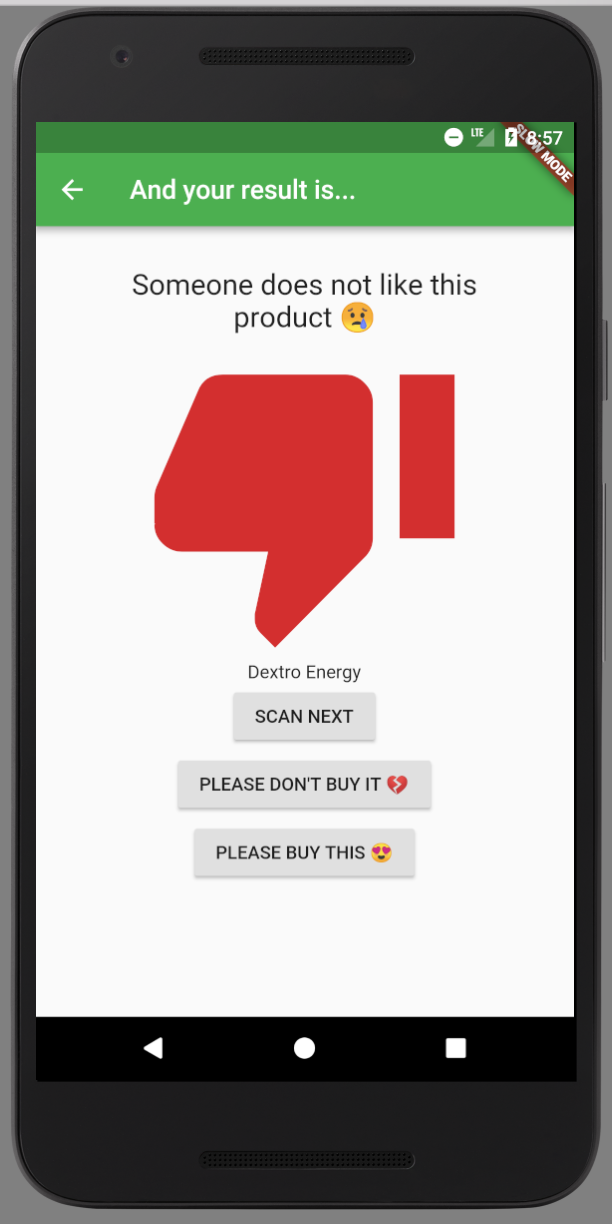 LTE 8:57
SLOW MODE
And your result is...
Someone does not like this
product 😢
Dextro Energy
SCAN NEXT
PLEASE DON'T BUY IT 💔
PLEASE BUY THIS 😍